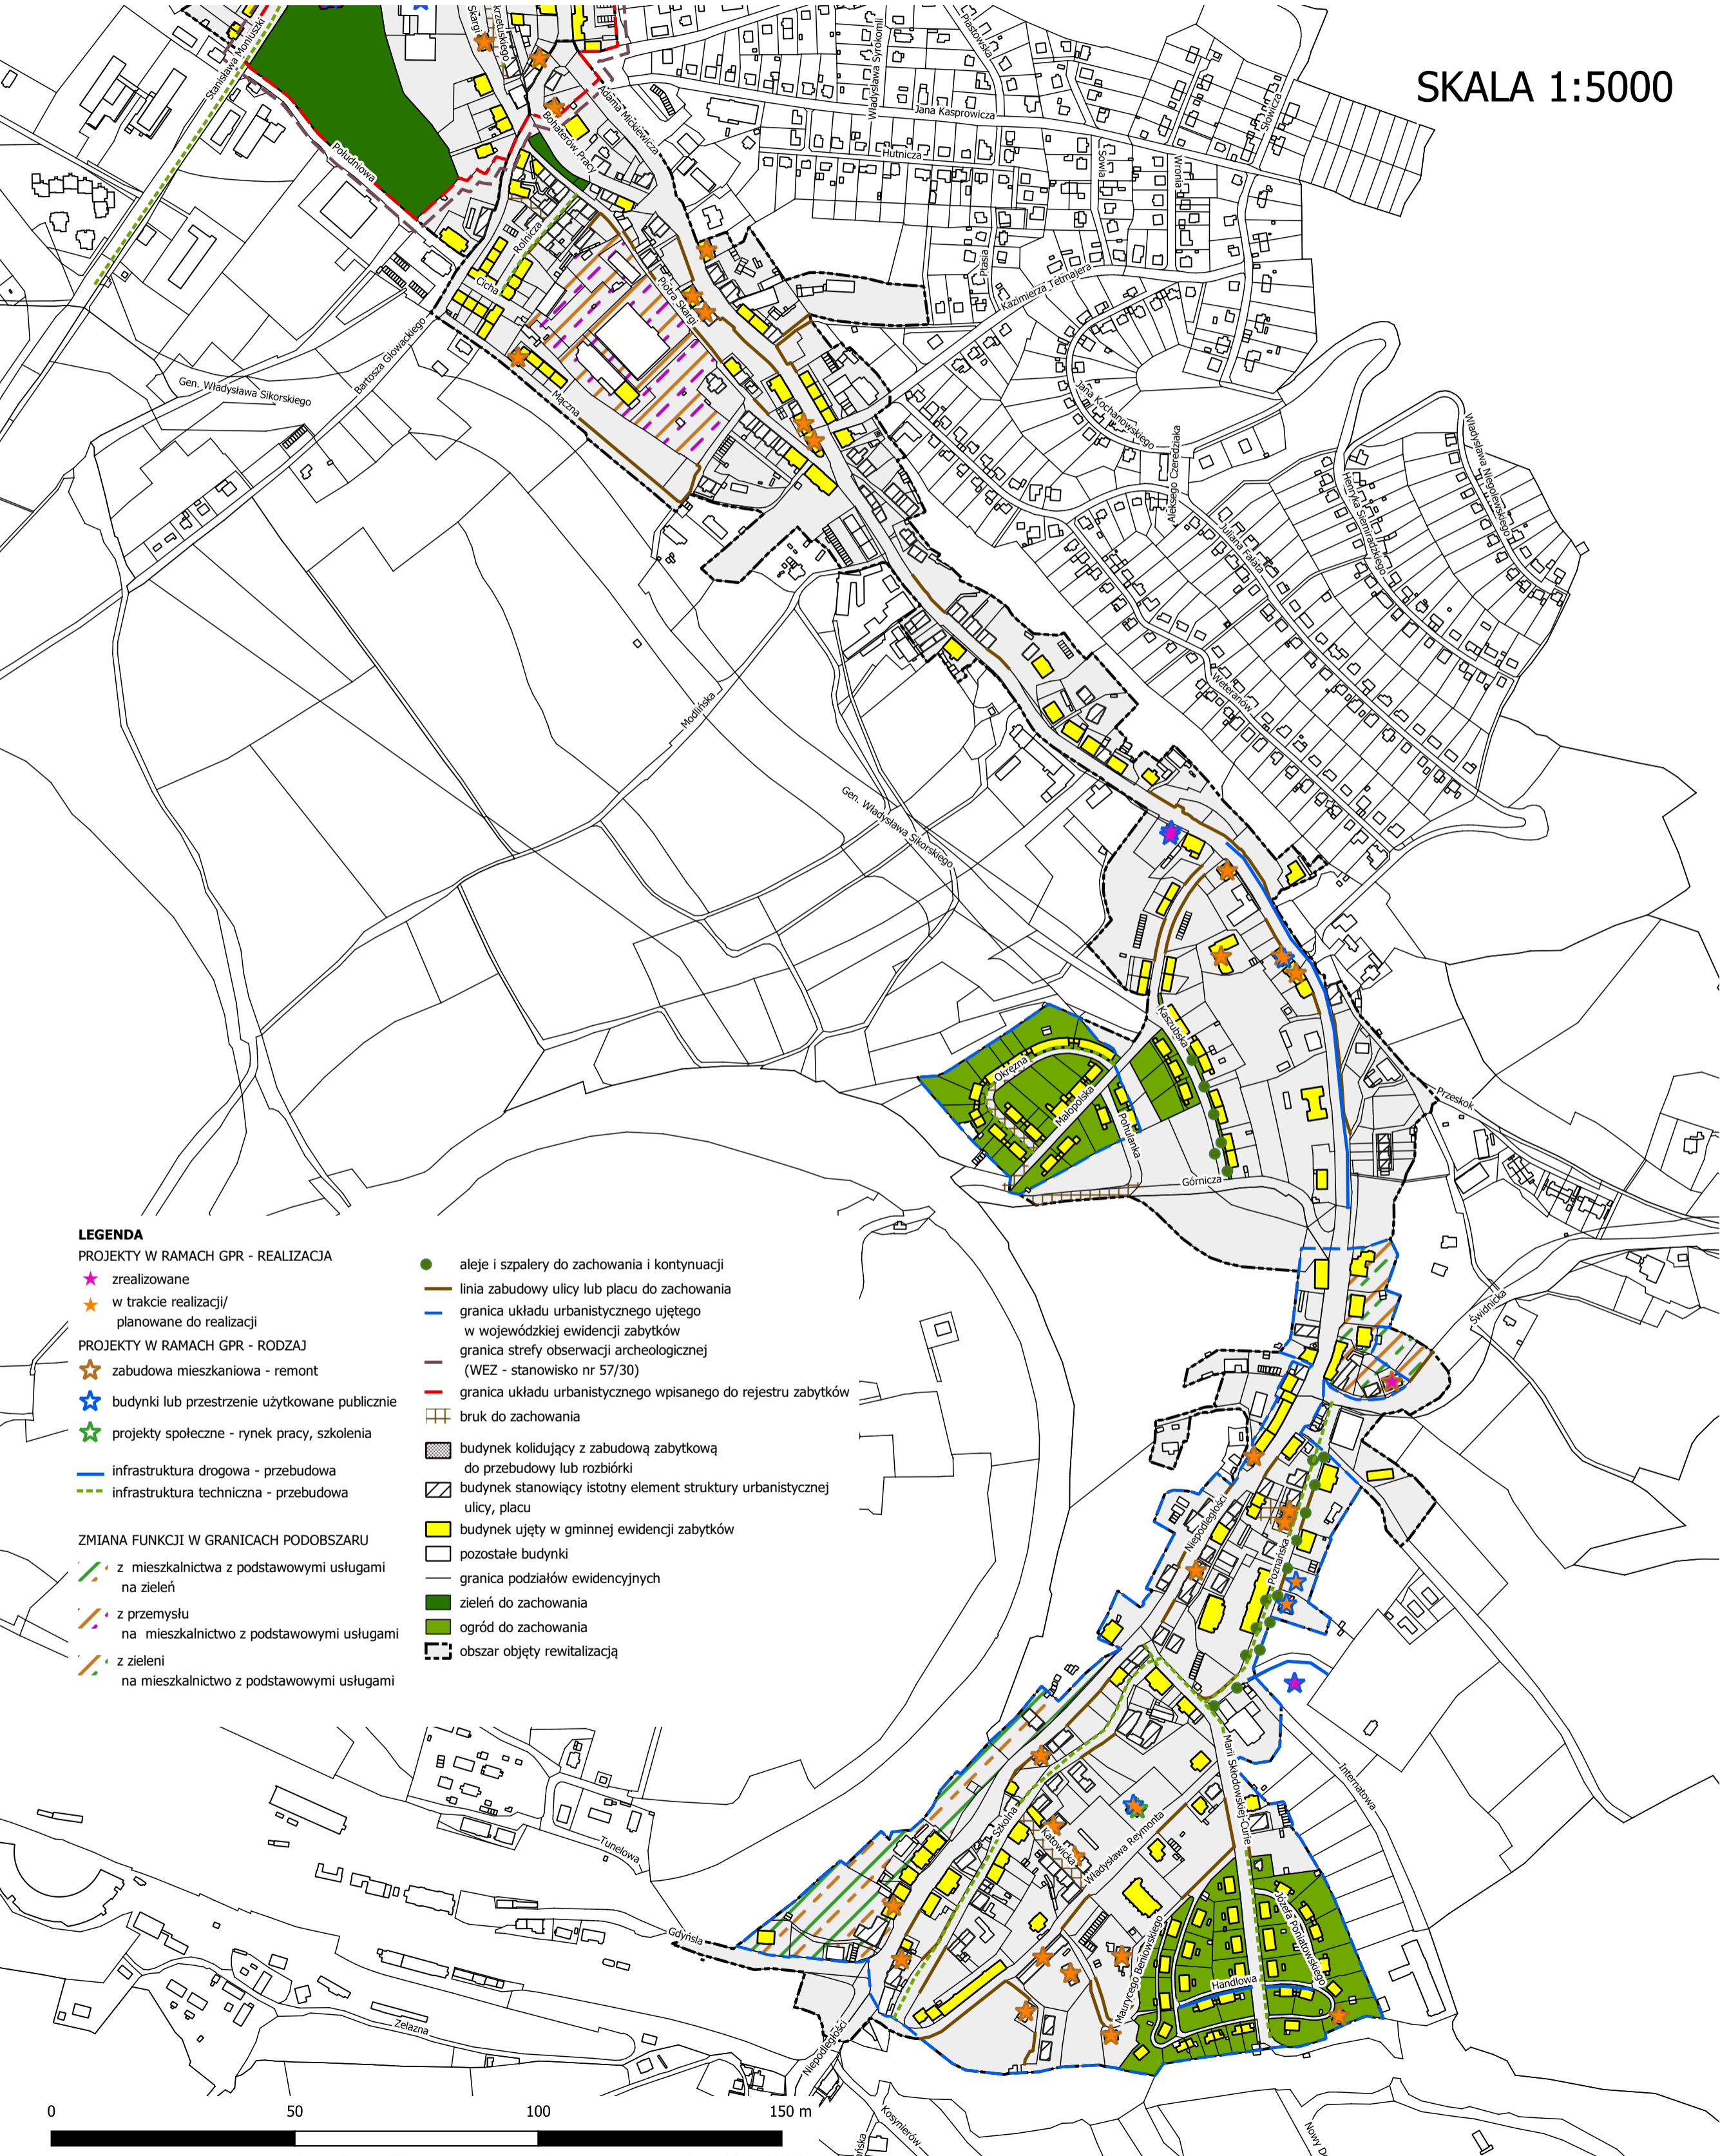 SKALA 1:5000
Stanisława Moniuszki
Skargi
Południowa
Bohaterów Pracy
Adama Mickiewicza
Władysława Syrokomli
Piastowska
Jana Kasprowicza
Hutnicza
Sowia
Wronia
Słowicza
Ptasia
Kazimierza Tetmajera
Rolnicza
Cicha
Piotra Skargi
Bartosza Głowackiego
Gen. Władysława Sikorskiego
Mączna
Jana Kochanowskiego
Aleksego Czeredziaka
Juliana Fałata
Henryka Siemiradzkiego
Władysława Niegolewskiego
Weteranów
Modlińska
Gen. Władysława Sikorskiego
Kaszubska
Okrężna
Małopolska
Pohulanka
Górnicza
Przeskok
Świdnicka
LEGENDA
PROJEKTY W RAMACH GPR - REALIZACJA
zrealizowane
w trakcie realizacji/
planowane do realizacji
PROJEKTY W RAMACH GPR - RODZAJ
zabudowa mieszkaniowa - remont
budynki lub przestrzenie użytkowane publicznie
projekty społeczne - rynek pracy, szkolenia
infrastruktura drogowa - przebudowa
infrastruktura techniczna - przebudowa
ZMIANA FUNKCJI W GRANICACH PODOBSZARU
z mieszkalnictwa z podstawowymi usługami
na zieleń
z przemysłu
na mieszkalnictwo z podstawowymi usługami
z zieleni
na mieszkalnictwo z podstawowymi usługami
aleje i szpalery do zachowania i kontynuacji
linia zabudowy ulicy lub placu do zachowania
granica układu urbanistycznego ujętego
w wojewódzkiej ewidencji zabytków
granica strefy obserwacji archeologicznej
(WEZ - stanowisko nr 57/30)
granica układu urbanistycznego wpisanego do rejestru zabytków
bruk do zachowania
budynek kolidujący z zabudową zabytkową
do przebudowy lub rozbiórki
budynek stanowiący istotny element struktury urbanistycznej
ulicy, placu
budynek ujęty w gminnej ewidencji zabytków
pozostałe budynki
granica podziałów ewidencyjnych
zieleń do zachowania
ogród do zachowania
obszar objęty rewitalizacją
Niepodległości
Poznańska
Marii Skłodowskiej-Curie
Internatowa
Szkolna
Katowicka
Władysława Reymonta
Maurycego Beniowskiego
Józefa Poniatowskiego
Handlowa
Tunelowa
Gdyńsla
Żelazna
Niepodległości
Kosynierów
0 50 100 150 m